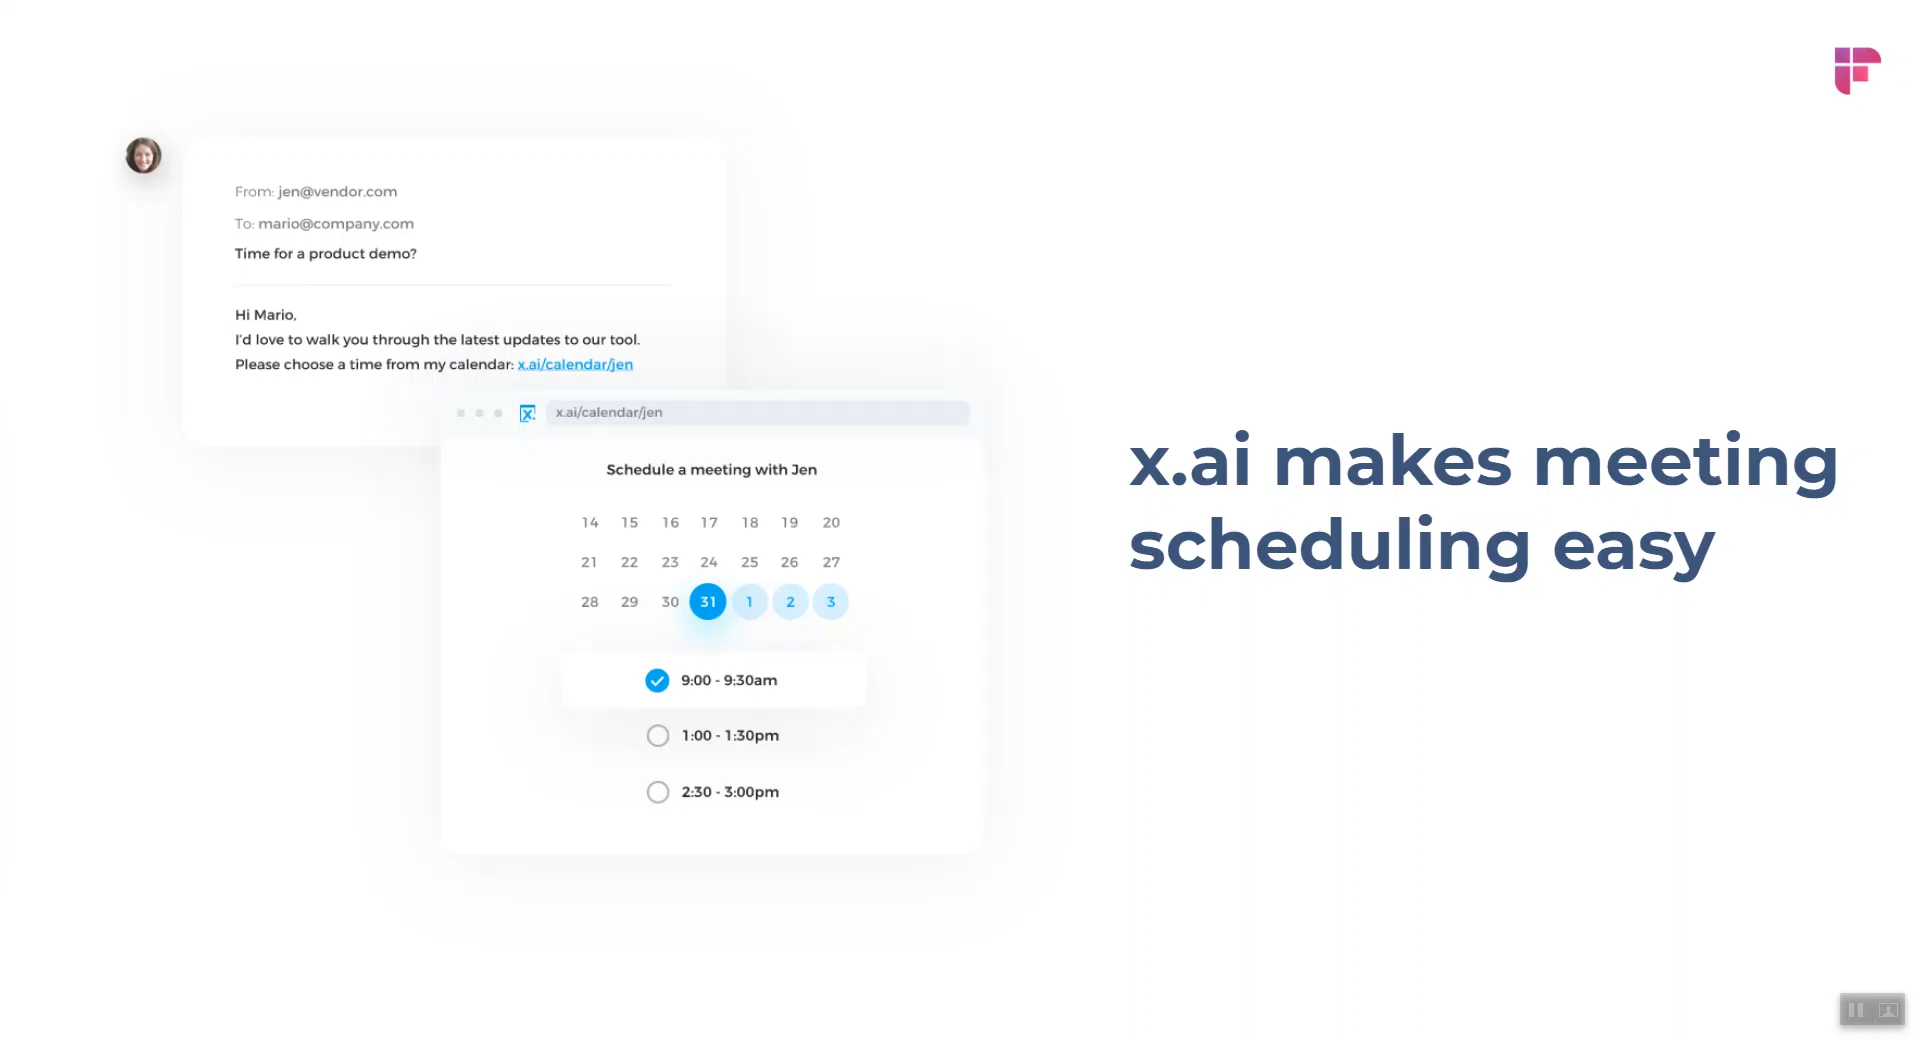 From: jen@vendor.com
To: mario@company.com
Time for a product demo?
Hi Mario,
I'd love to walk you through the latest updates to our tool.
Please choose a time from my calendar: x.ai/calendar/jen
x. x.ai/calendar/jen
Schedule a meeting with Jen
14 15 16 17 18 19 20
21 22 23 24 25 26 27
28 29 30 31 1 2 3
9:00 - 9:30am
1:00 - 1:30pm
2:30 - 3:00pm
x.ai makes meeting
scheduling easy